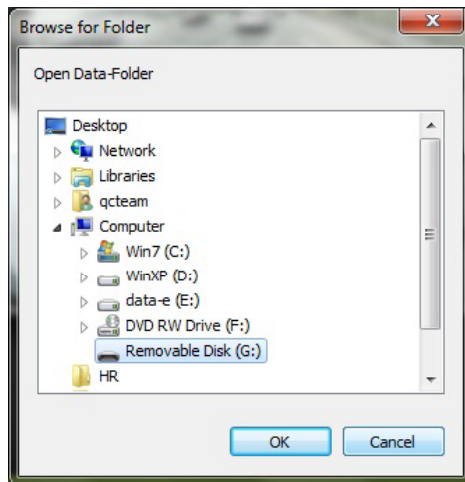 Browse for Folder
Open Data-Folder
Desktop
Network
Libraries
qcteam
Computer
Win7 (C:)
WinXP (D:)
data-e (E:)
DVD RW Drive (F:)
Removable Disk (G:)
HR
OK Cancel